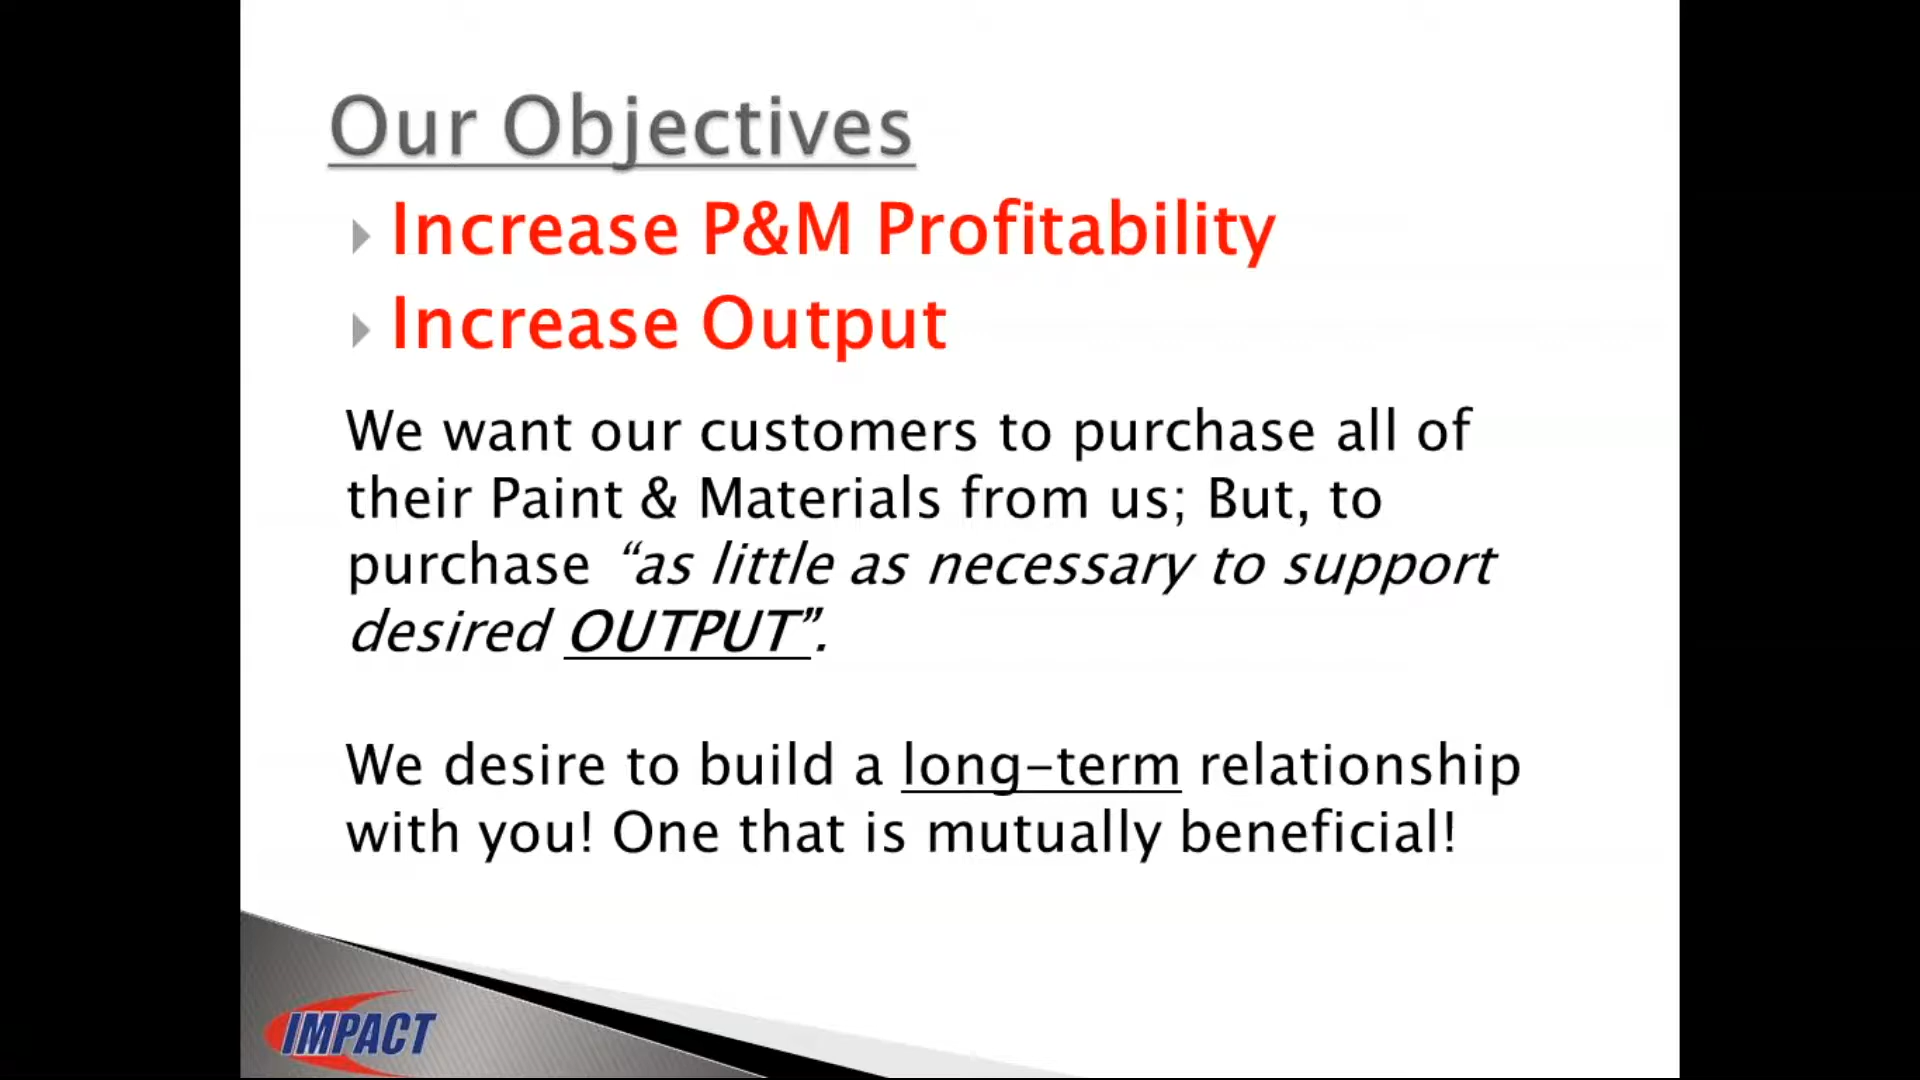 Our Objectives
Increase P&M Profitability
Increase Output
We want our customers to purchase all of
their Paint & Materials from us; But, to
purchase “as little as necessary to support
desired OUTPUT”.
We desire to build a long-term relationship
with you! One that is mutually beneficial!
IMPACT